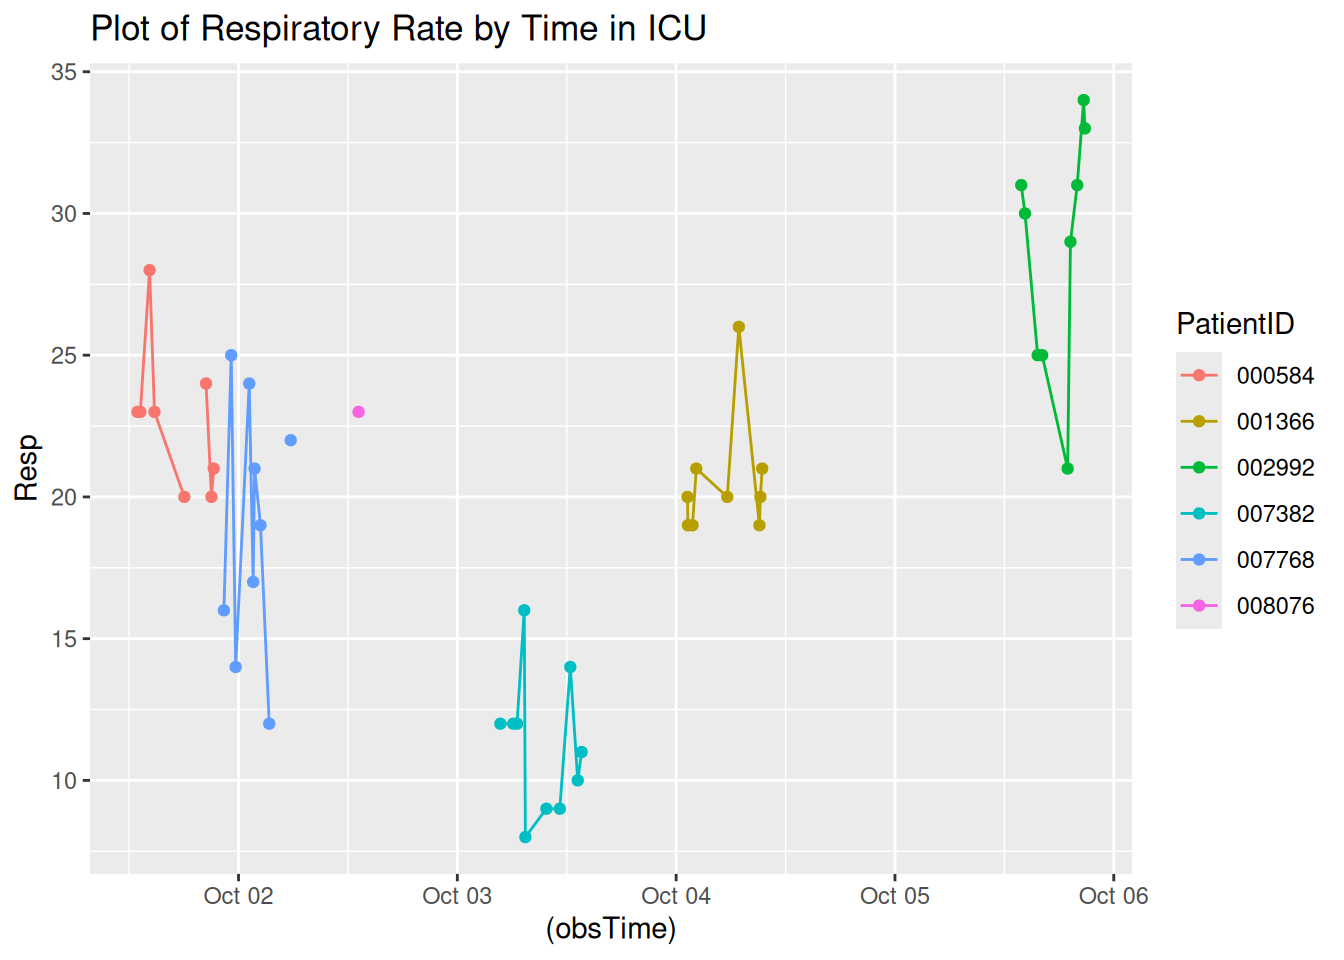 Plot of Respiratory Rate by Time in ICU
35
30
25
20
15
10
Resp
Oct 02
Oct 03
Oct 04
Oct 05
Oct 06
(obsTime)
PatientID
000584
001366
002992
007382
007768
008076